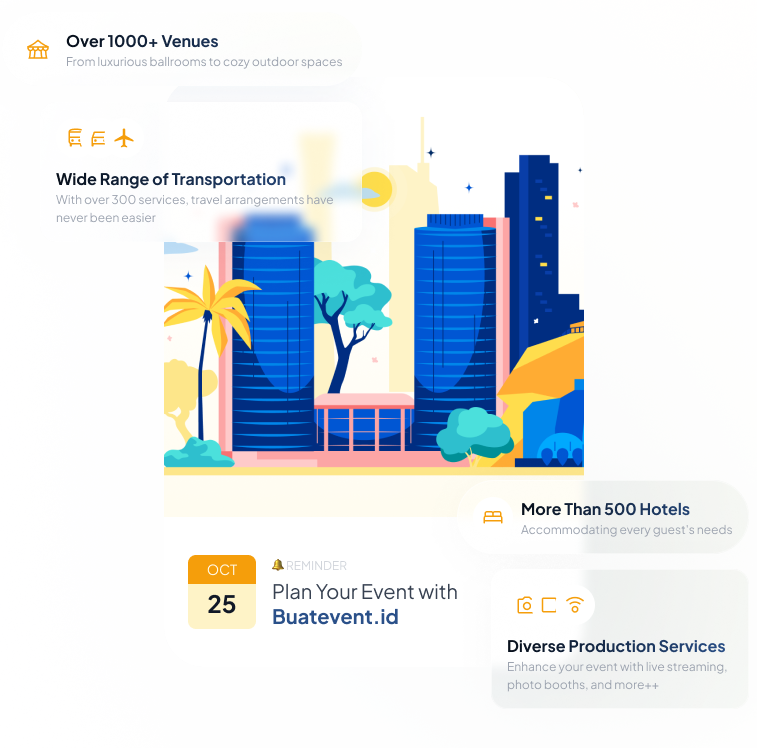 Over 1000+ Venues
From luxurious ballrooms to cozy outdoor spaces
Wide Range of Transportation
With over 300 services, travel arrangements have
never been easier
More Than 500 Hotels
Accommodating every guest's needs
OCT
25
REMINDER
Plan Your Event with
Buatevent.id
Diverse Production Services
Enhance your event with live streaming,
photo booths, and more++